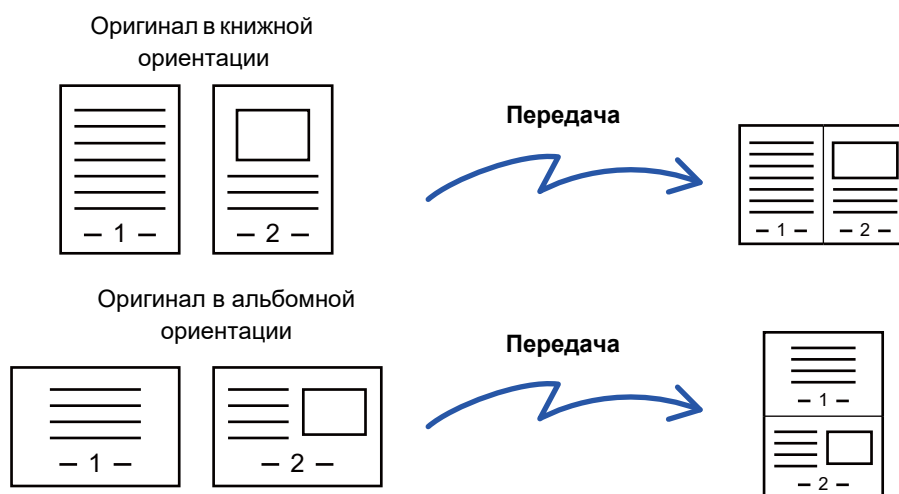 Оригинал в книжной
ориентации
Передача
– 1 –
– 2 –
– 1 –
– 2 –
Оригинал в альбомной
ориентации
Передача
– 1 –
– 2 –
– 1 –
– 2 –